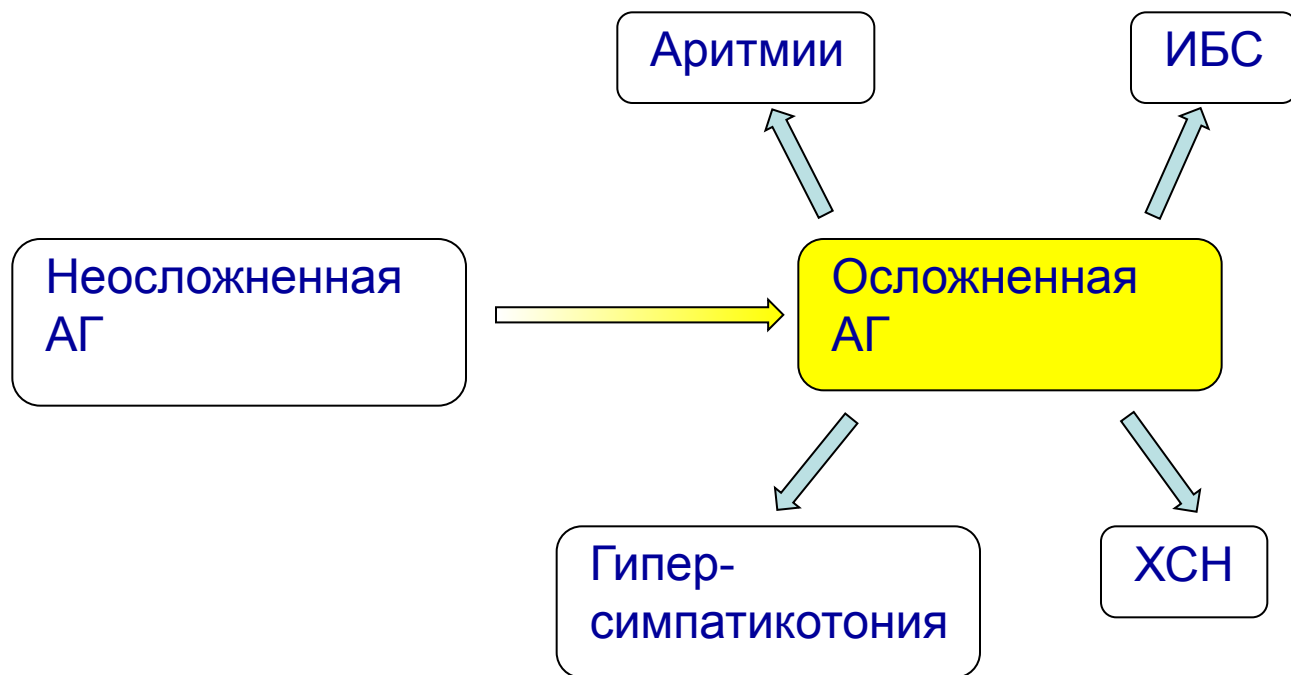 Аритмии
ИБС
Неосложненная
АГ
Осложненная
АГ
Гипер-
симпатикотония
ХСН